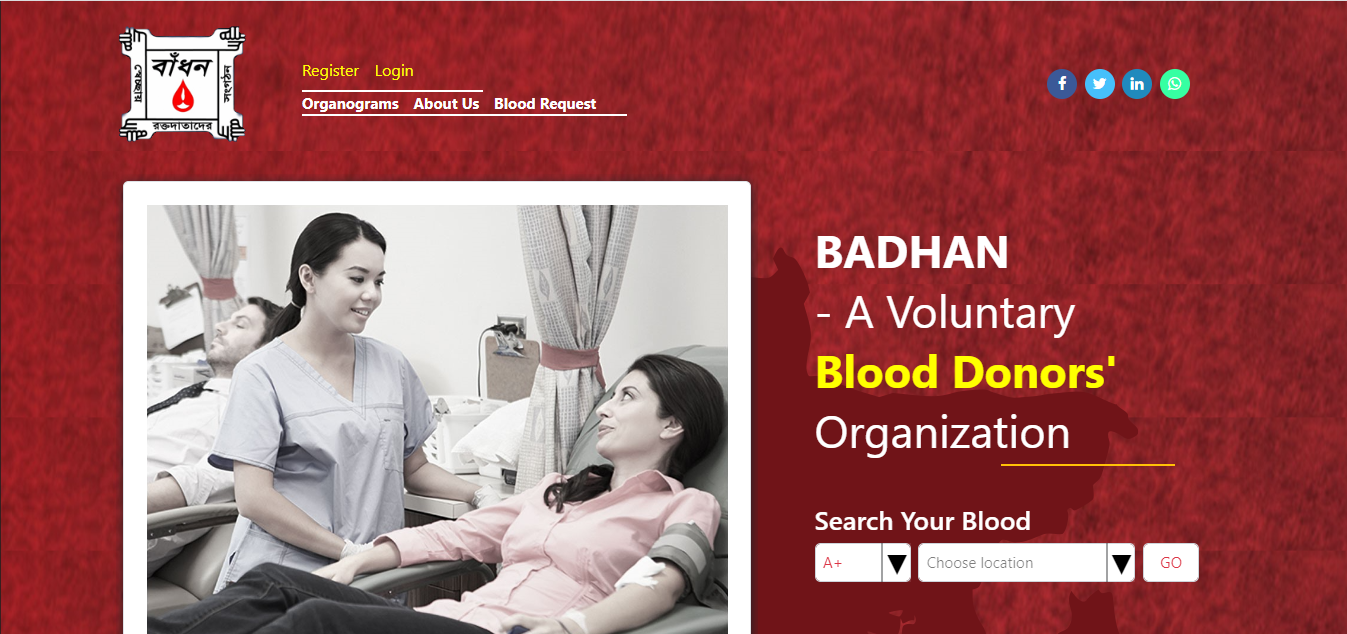 বাঁধন
স্বেচ্ছায়
সংগঠন
রক্তদাতাদের
Register Login
Organograms About Us Blood Request
BADHAN
- A Voluntary
Blood Donors'
Organization
Search Your Blood
A+ Choose location GO